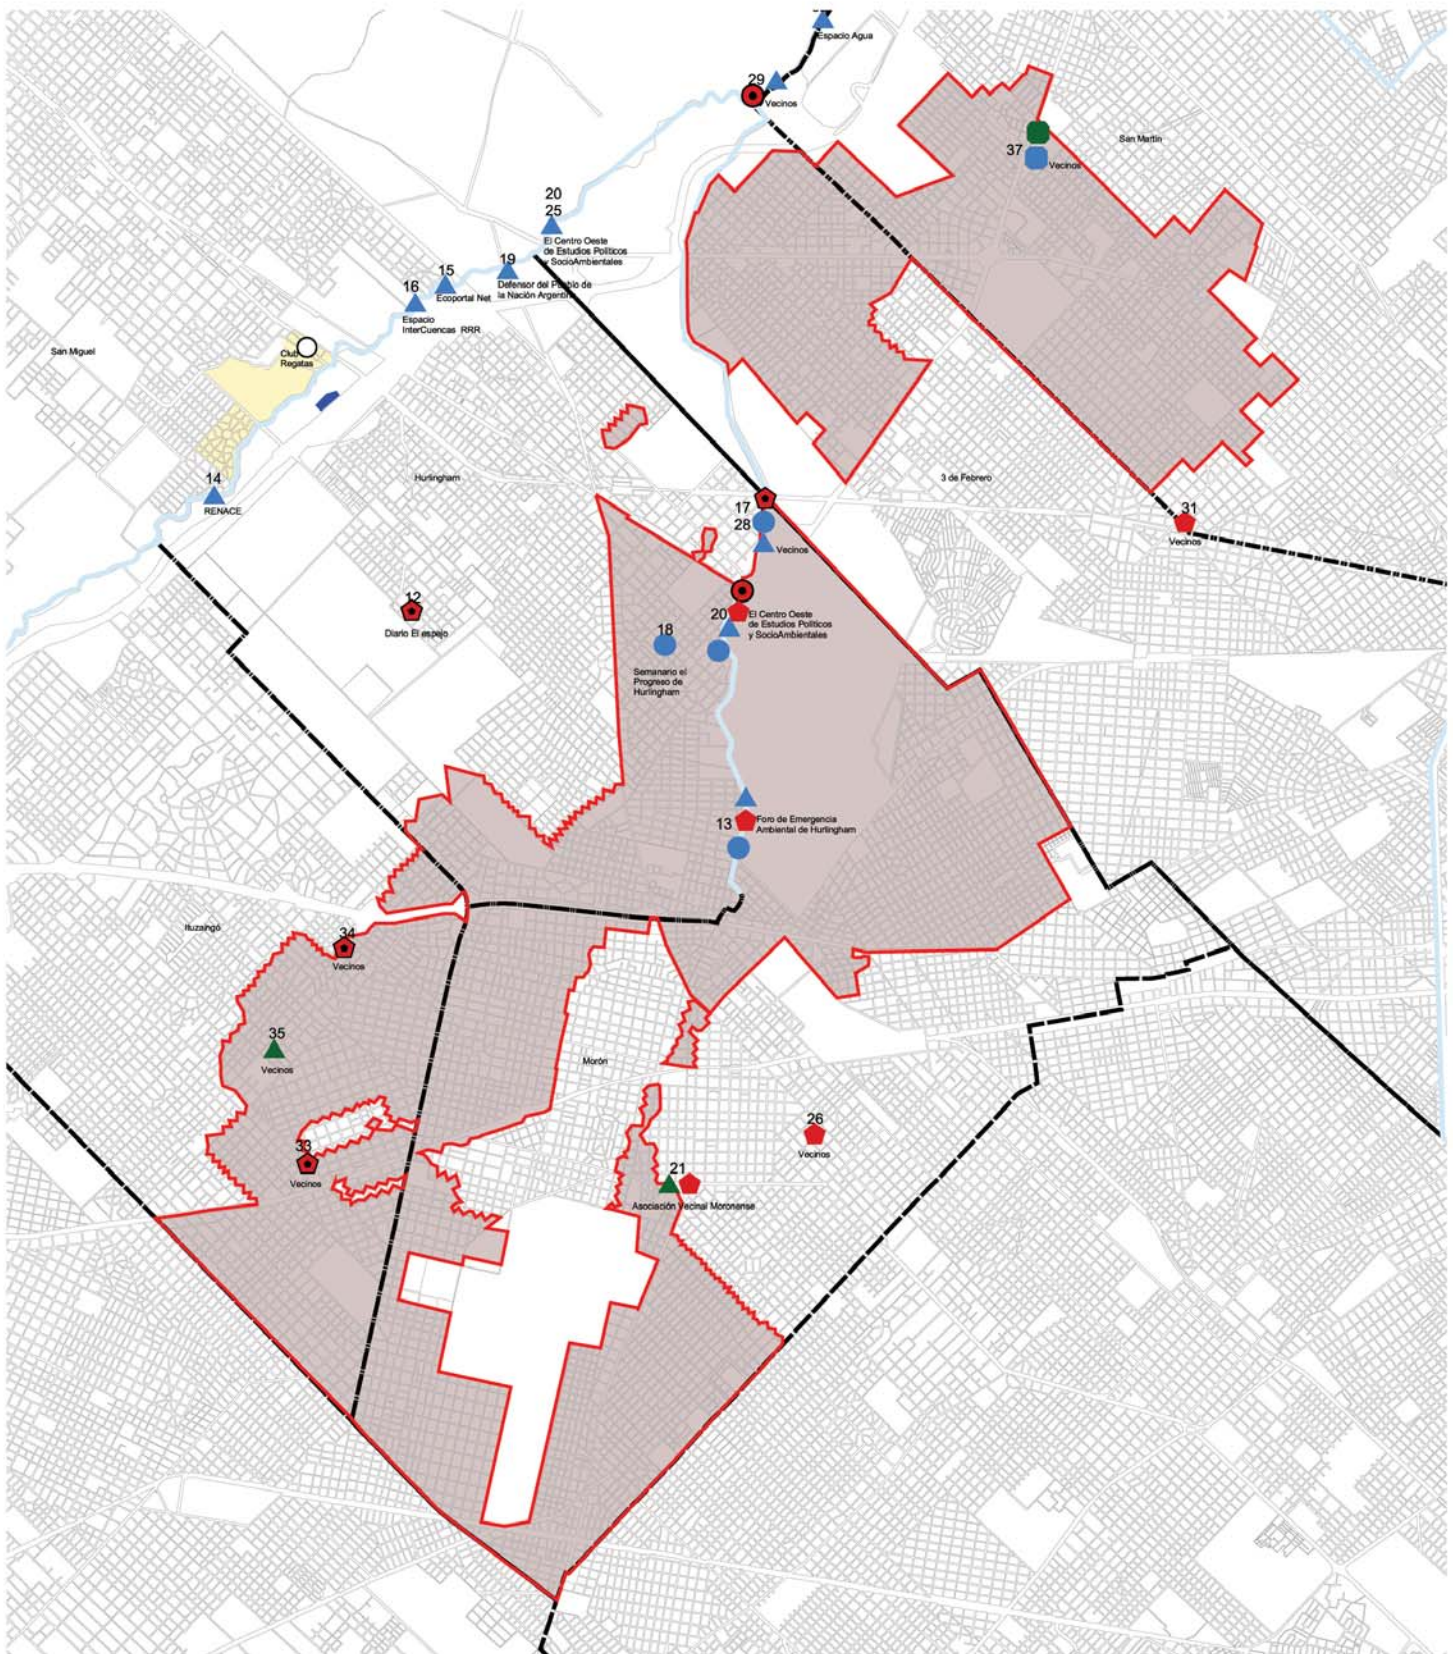 Espacio Agua
29
Vecinos
San Martín
37
Vecinos
20
25
El Centro Oeste
de Estudios Políticos
y SocioAmbientales
19
Defensor del Pueblo de
la Nación Argentina
15
Ecoportal Net
16
Espacio
InterCuencas RRR
San Miguel
Club
Regatas
14
RENACE
Hurlingham
3 de Febrero
17
28
Vecinos
31
Vecinos
12
Diario El espejo
20
El Centro Oeste
de Estudios Políticos
y SocioAmbientales
18
Semanario el
Progreso de
Hurlingham
13
Foro de Emergencia
Ambiental de Hurlingham
Ituzaingó
34
Vecinos
35
Vecinos
Morón
26
Vecinos
33
Vecinos
21
Asociación Vecinal Moronense